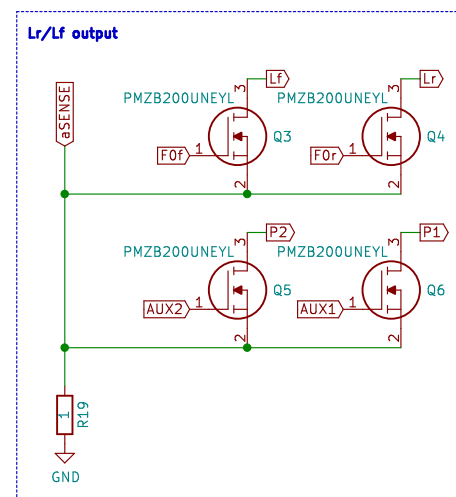 Lr/Lf output
aSENSE
3
Lf
3
Lr
PMZB200UNEYL
PMZB200UNEYL
Q3
Q4
F0f
1
F0r
1
2
2
3
P2
3
P1
PMZB200UNEYL
PMZB200UNEYL
Q5
Q6
AUX2
1
AUX1
1
2
2
1
R19
GND